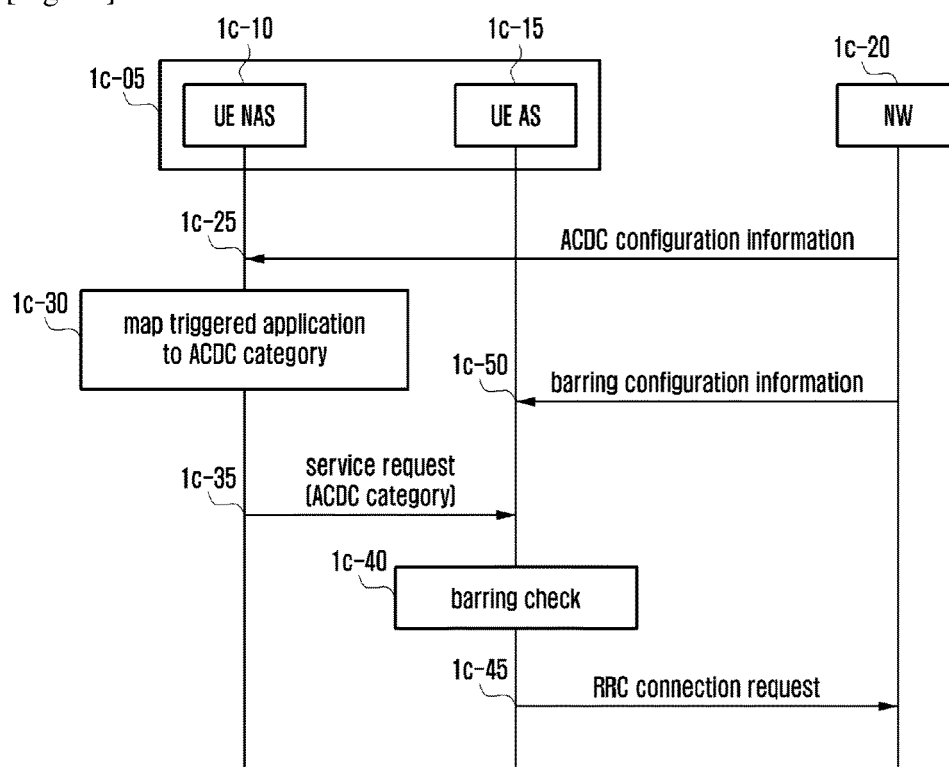 1c-10
1c-15
1c-20
1c-05
UE NAS
UE AS
NW
1c-25
ACDC configuration information
1c-30
map triggered application
to ACDC category
1c-50
barring configuration information
service request
(ACDC category)
1c-35
1c-40
barring check
1c-45
RRC connection request